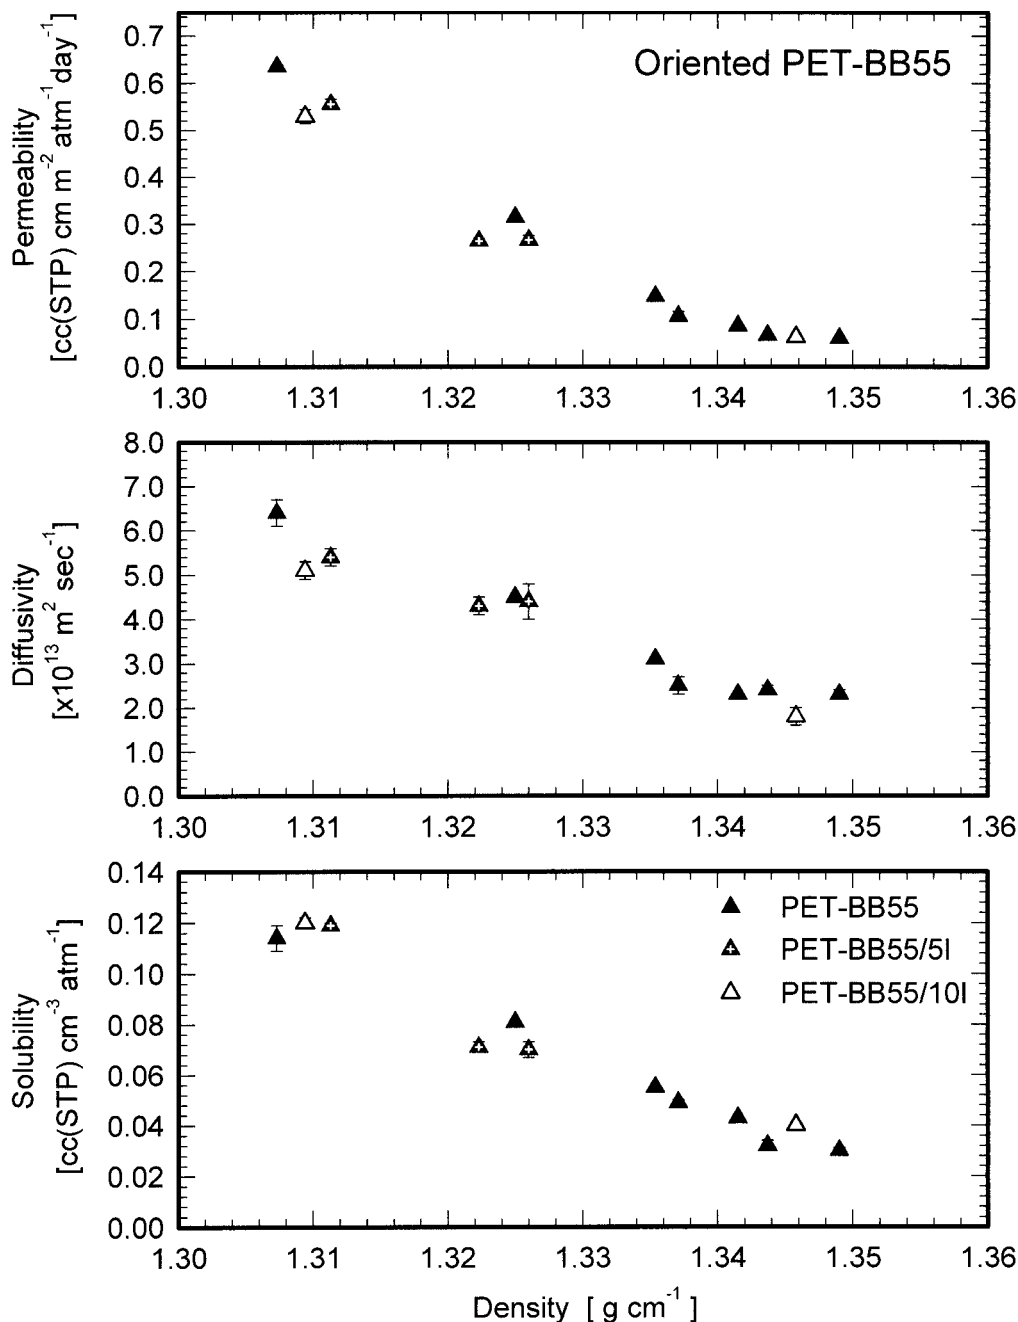 Oriented PET-BB55
Permeability
[cc(STP) cm m⁻² atm⁻¹day⁻¹]
0.7
0.6
0.5
0.4
0.3
0.2
0.1
0.0
1.30 1.31 1.32 1.33 1.34 1.35 1.36
Diffusivity
[x10¹³ m² sec⁻¹]
8.0
7.0
6.0
5.0
4.0
3.0
2.0
1.0
0.0
1.30 1.31 1.32 1.33 1.34 1.35 1.36
Solubility
[cc(STP) cm⁻³ atm⁻¹]
0.14
0.12
0.10
0.08
0.06
0.04
0.02
0.00
PET-BB55
PET-BB55/5I
PET-BB55/10I
1.30 1.31 1.32 1.33 1.34 1.35 1.36
Density [ g cm⁻¹ ]